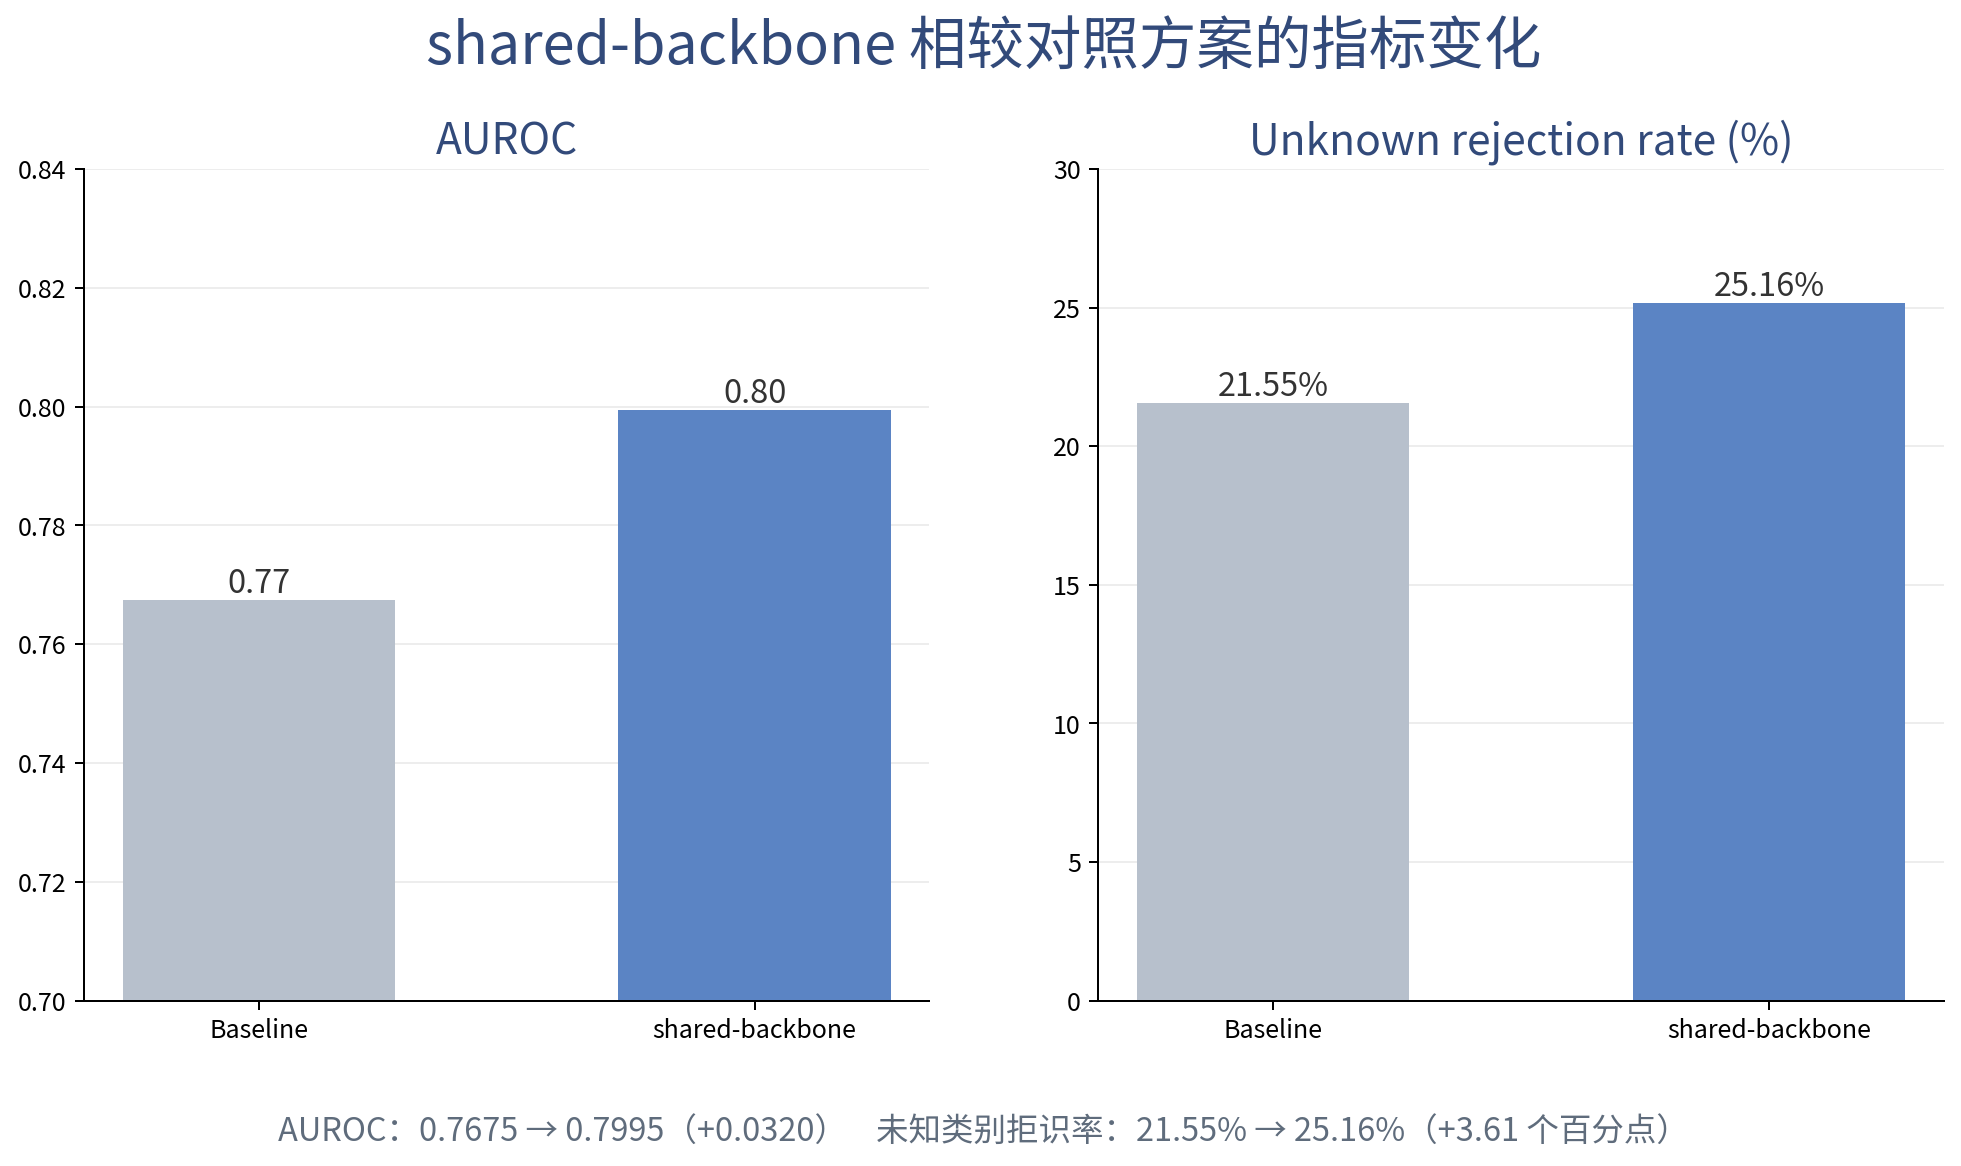 shared-backbone 相较对照方案的指标变化
AUROC
0.84
0.82
0.80
0.78
0.76
0.74
0.72
0.70
0.77
0.80
Baseline
shared-backbone
Unknown rejection rate (%)
30
25
20
15
10
5
0
21.55%
25.16%
Baseline
shared-backbone
AUROC：0.7675 → 0.7995（+0.0320） 未知类别拒识率：21.55% → 25.16%（+3.61 个百分点）